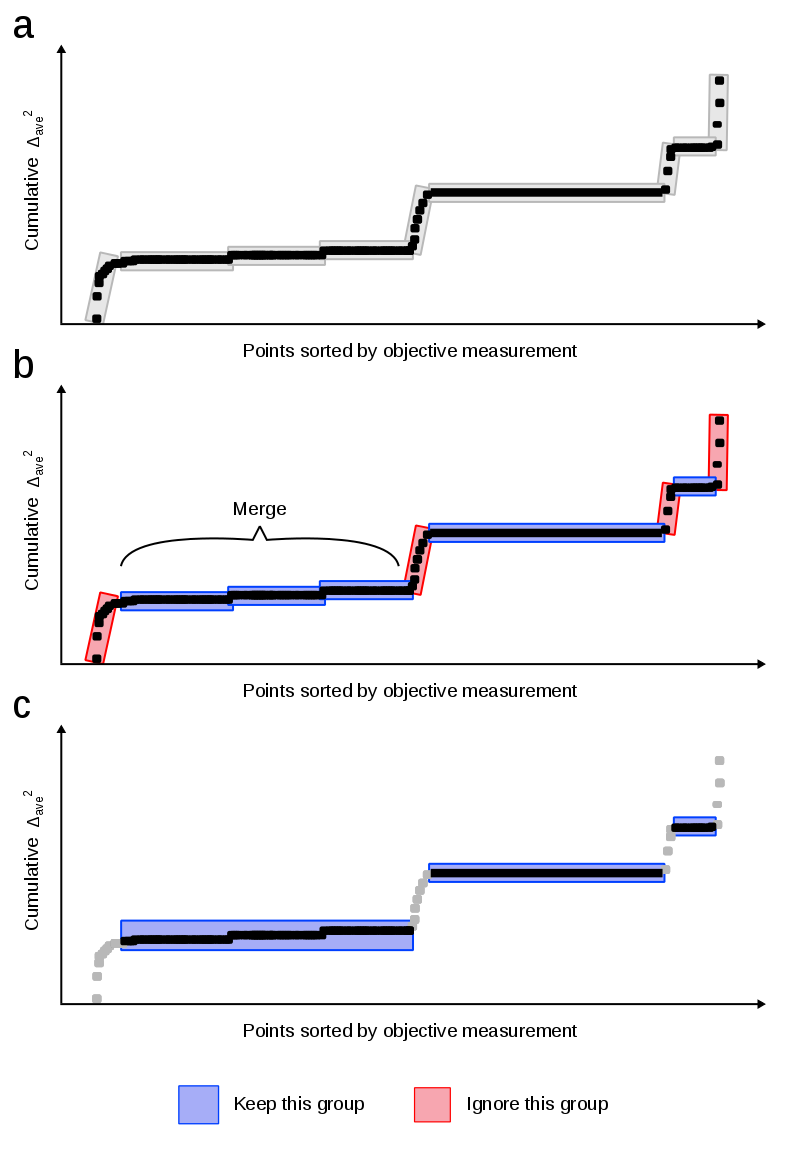 a
Cumulative Δave2
Points sorted by objective measurement
b
Cumulative Δave2
Merge
Points sorted by objective measurement
c
Cumulative Δave2
Points sorted by objective measurement
Keep this group
Ignore this group